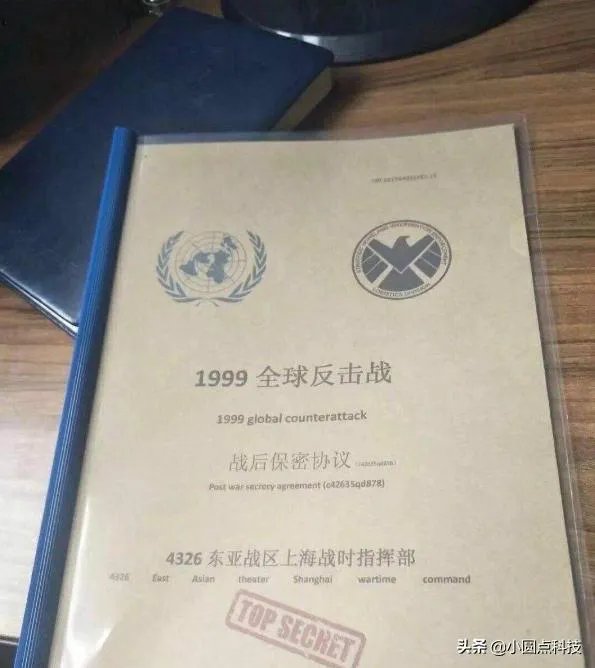 1999 全球反击战
1999 global counterattack
战后保密协议
Post war secrecy agreement (c42635qd878)
4326 东亚战区上海战时指挥部
4326 East Asian theater Shanghai wartime command
TOP SECRET
头条 @小圆点科技